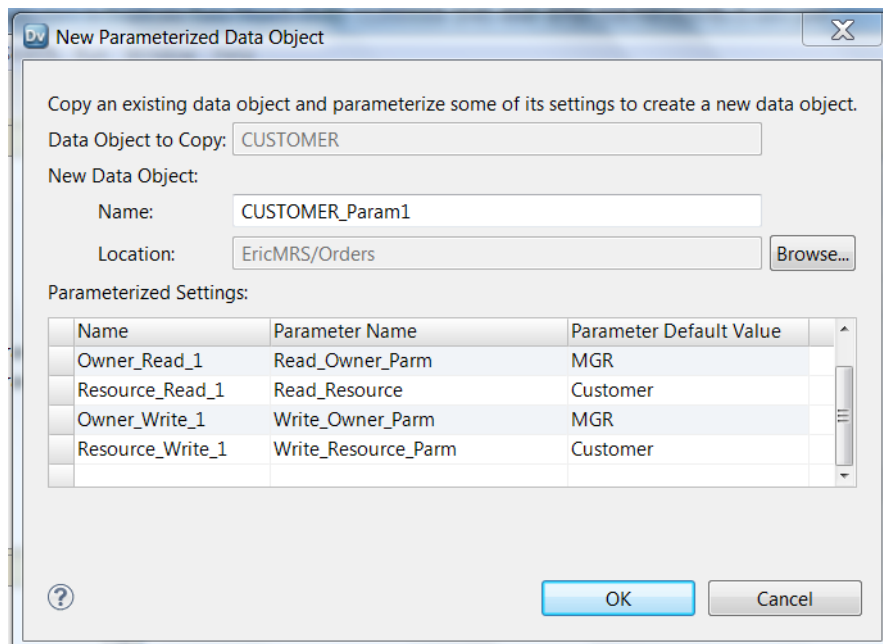 Dv New Parameterized Data Object
Copy an existing data object and parameterize some of its settings to create a new data object.
Data Object to Copy: CUSTOMER
New Data Object:
Name: CUSTOMER_Param1
Location: EricMRS/Orders Browse...
Parameterized Settings:
Name Parameter Name Parameter Default Value
Owner_Read_1 Read_Owner_Parm MGR
Resource_Read_1 Read_Resource Customer
Owner_Write_1 Write_Owner_Parm MGR
Resource_Write_1 Write_Resource_Parm Customer
? OK Cancel